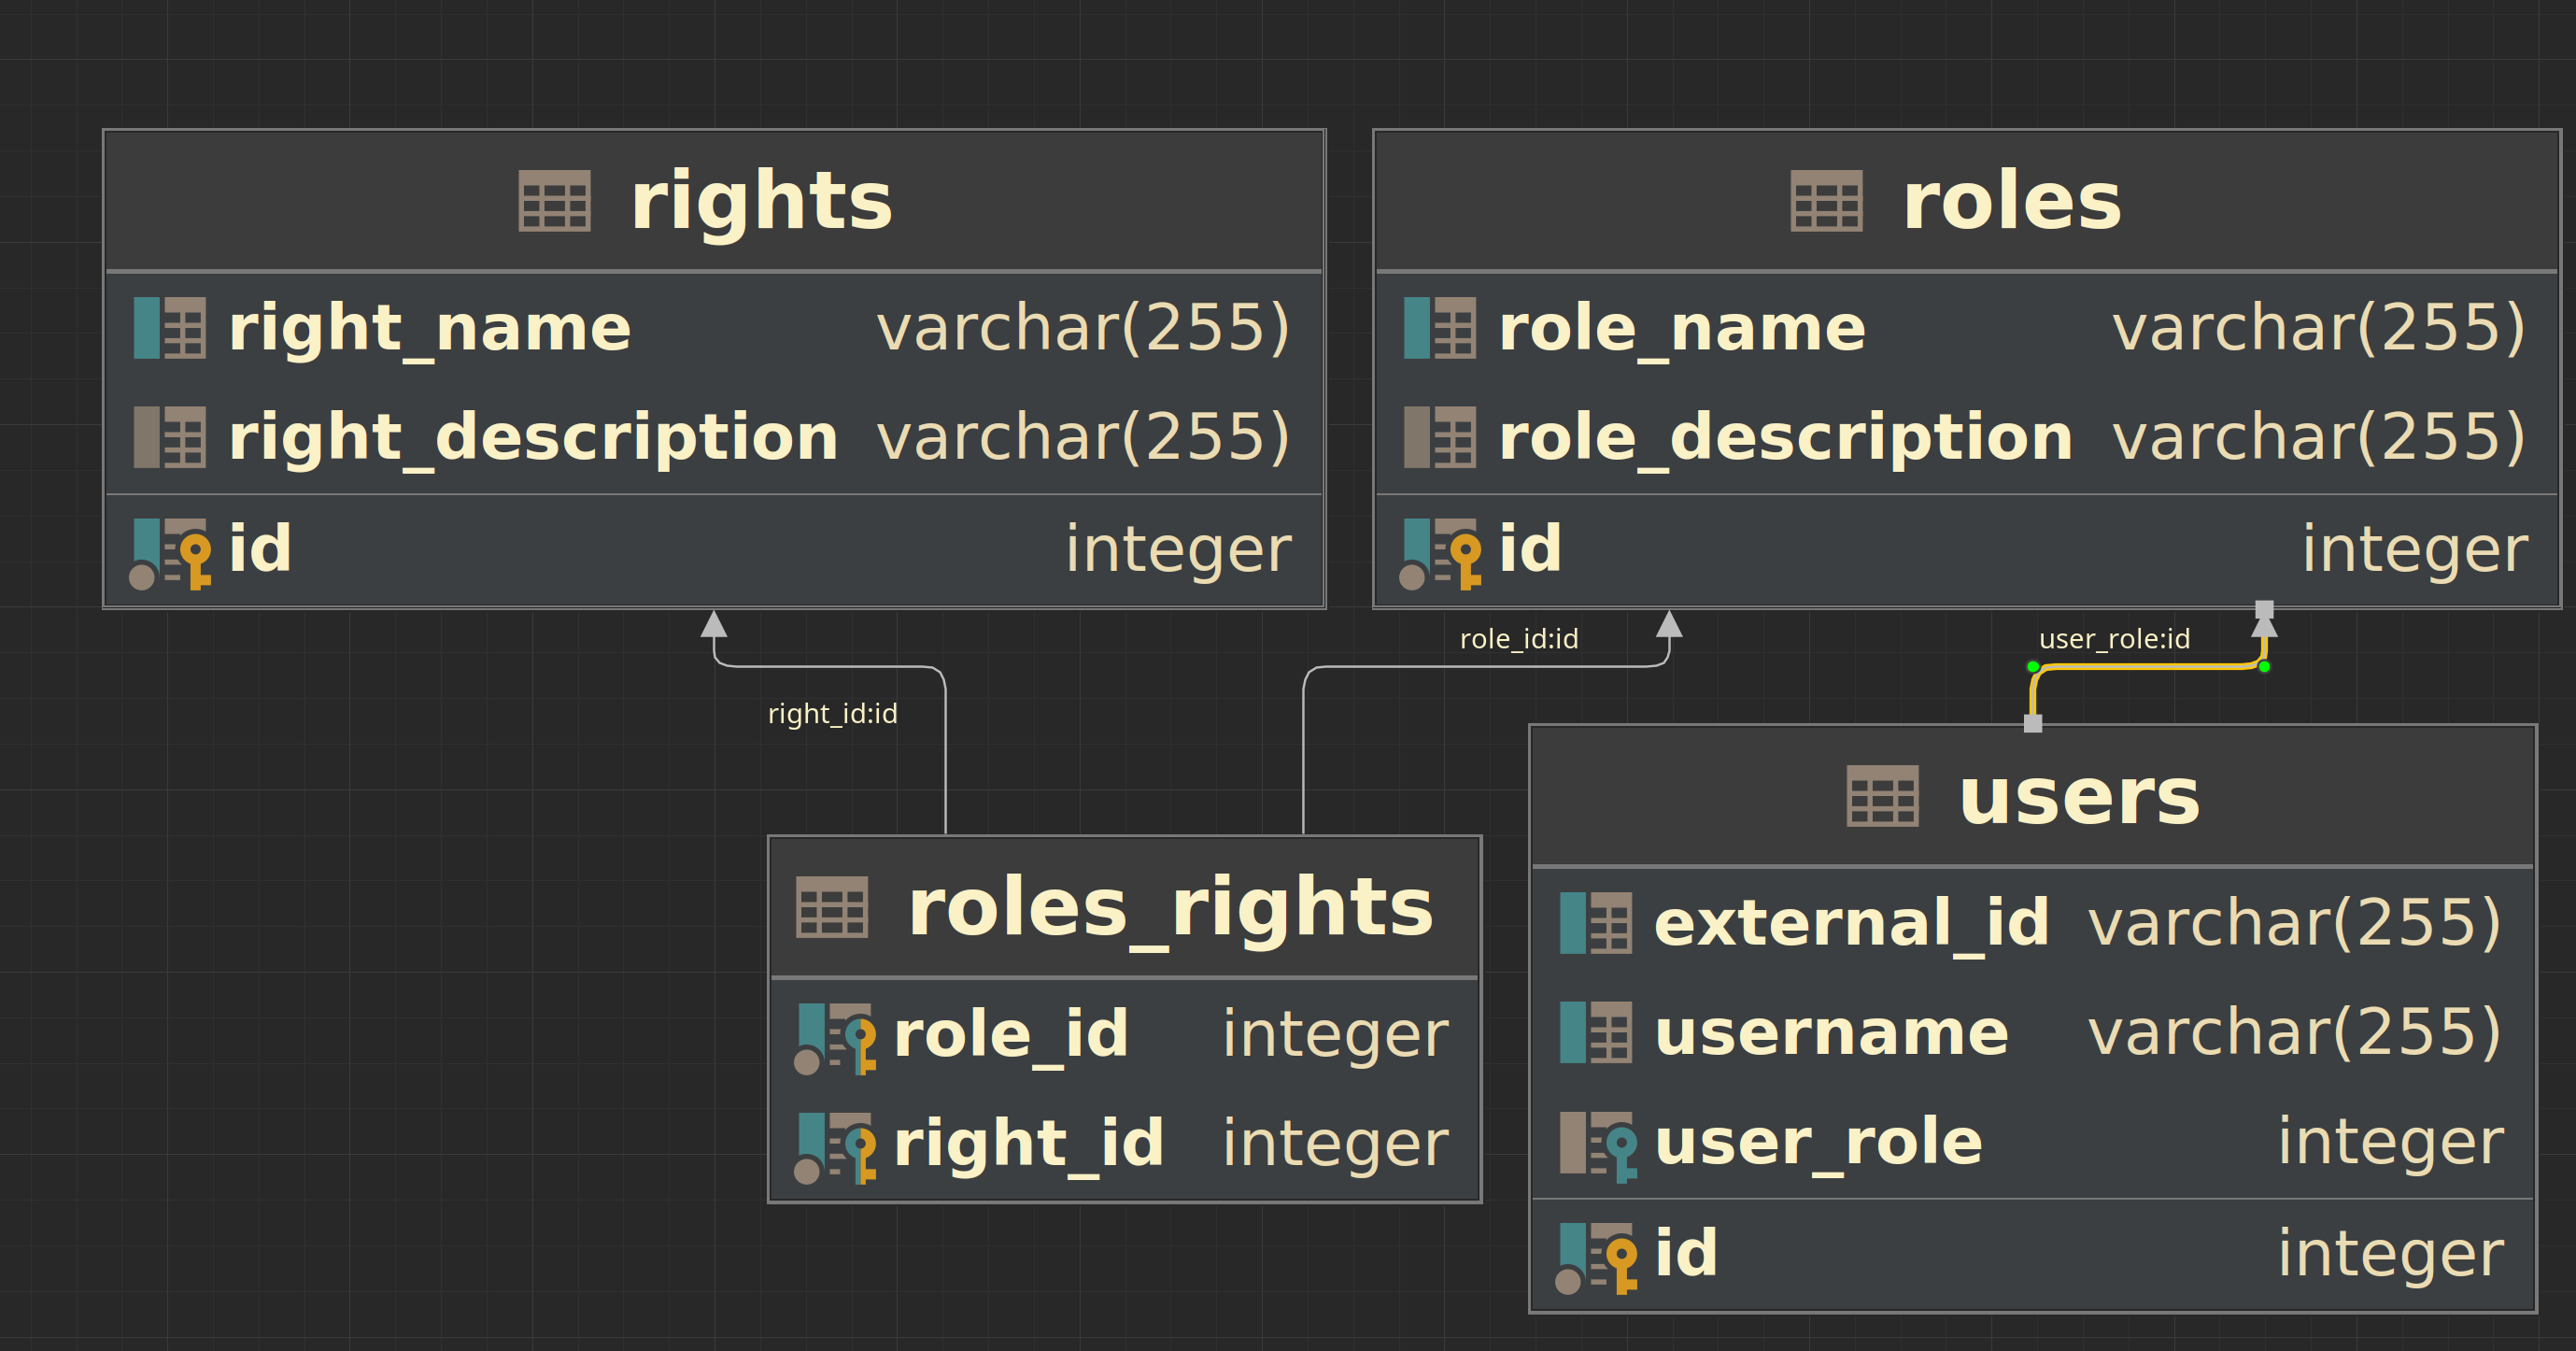 rights
right_name varchar(255)
right_description varchar(255)
id integer
roles
role_name varchar(255)
role_description varchar(255)
id integer
right_id:id
role_id:id
user_role:id
roles_rights
role_id integer
right_id integer
users
external_id varchar(255)
username varchar(255)
user_role integer
id integer